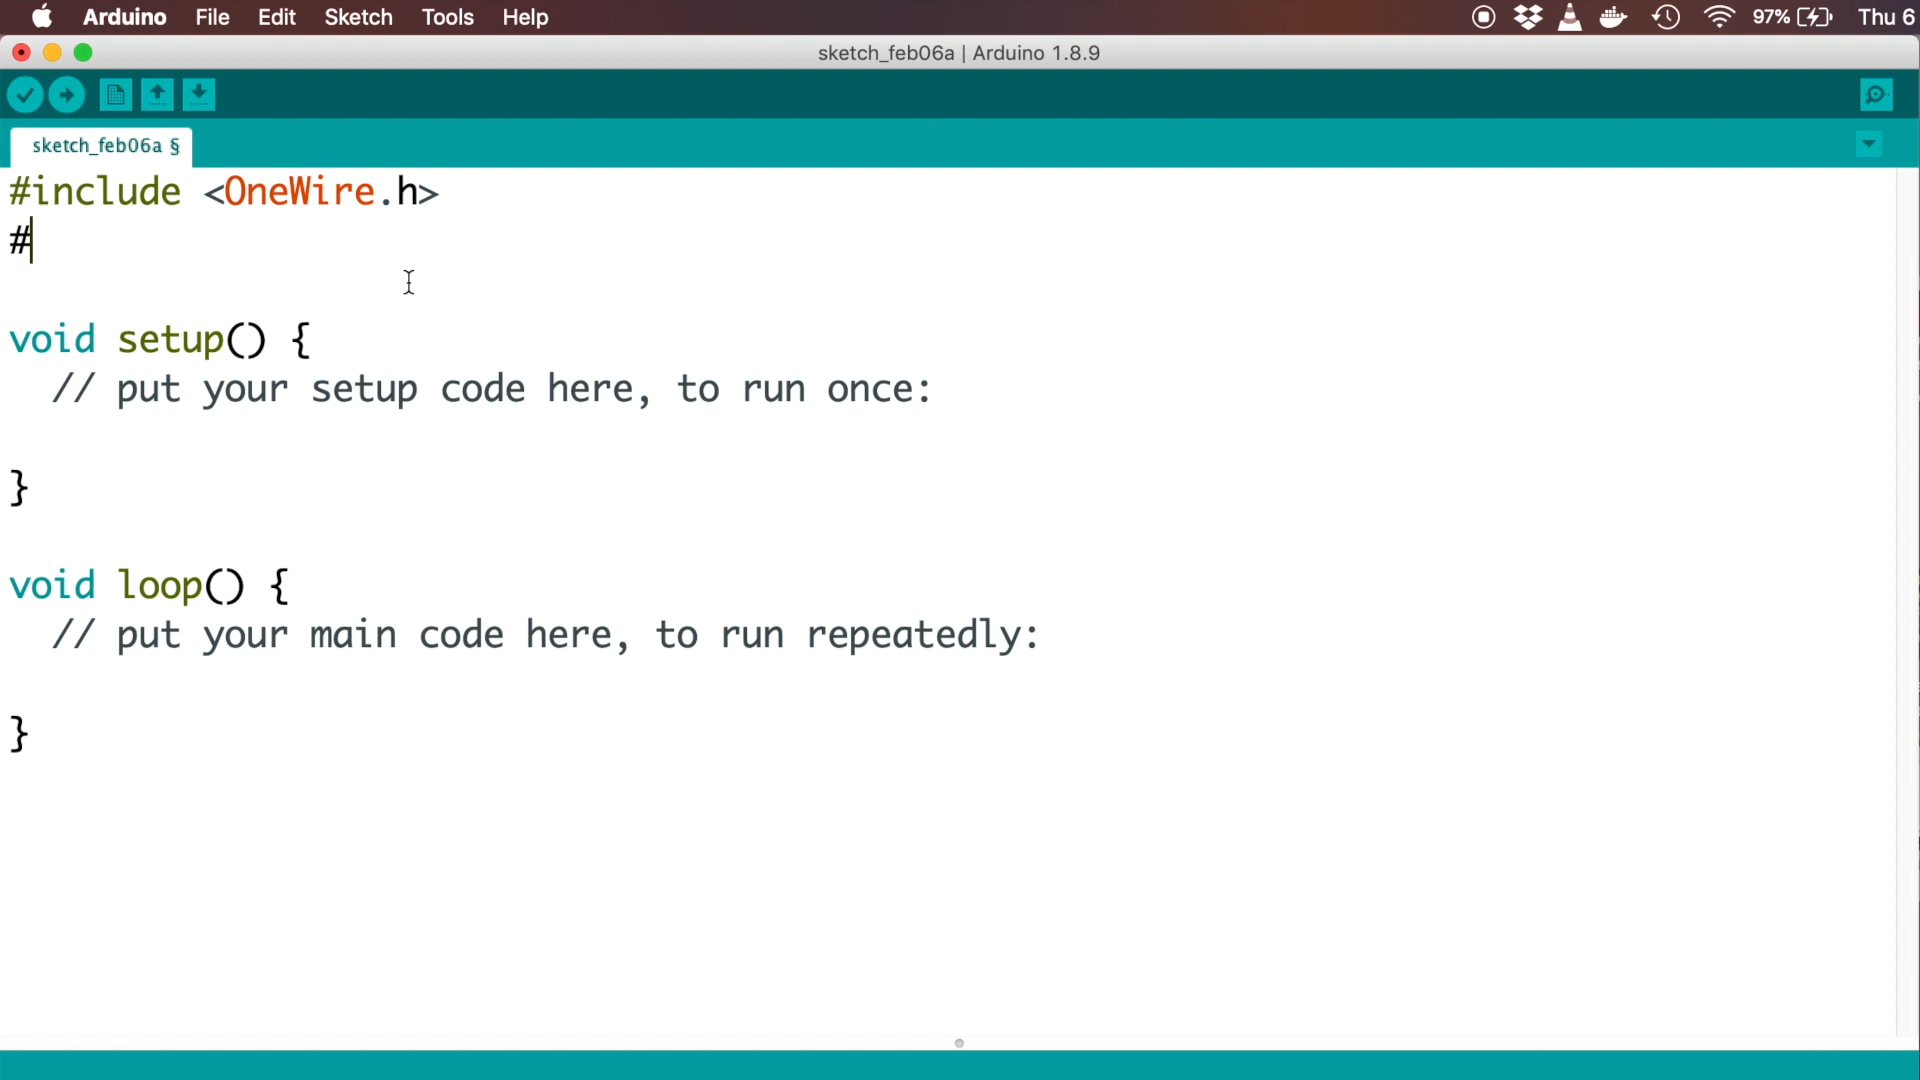 Arduino File Edit Sketch Tools Help 97% Thu 6
sketch_feb06a | Arduino 1.8.9
sketch_feb06a §
#include <OneWire.h>
#
void setup() {
  // put your setup code here, to run once:
}
void loop() {
  // put your main code here, to run repeatedly:
}